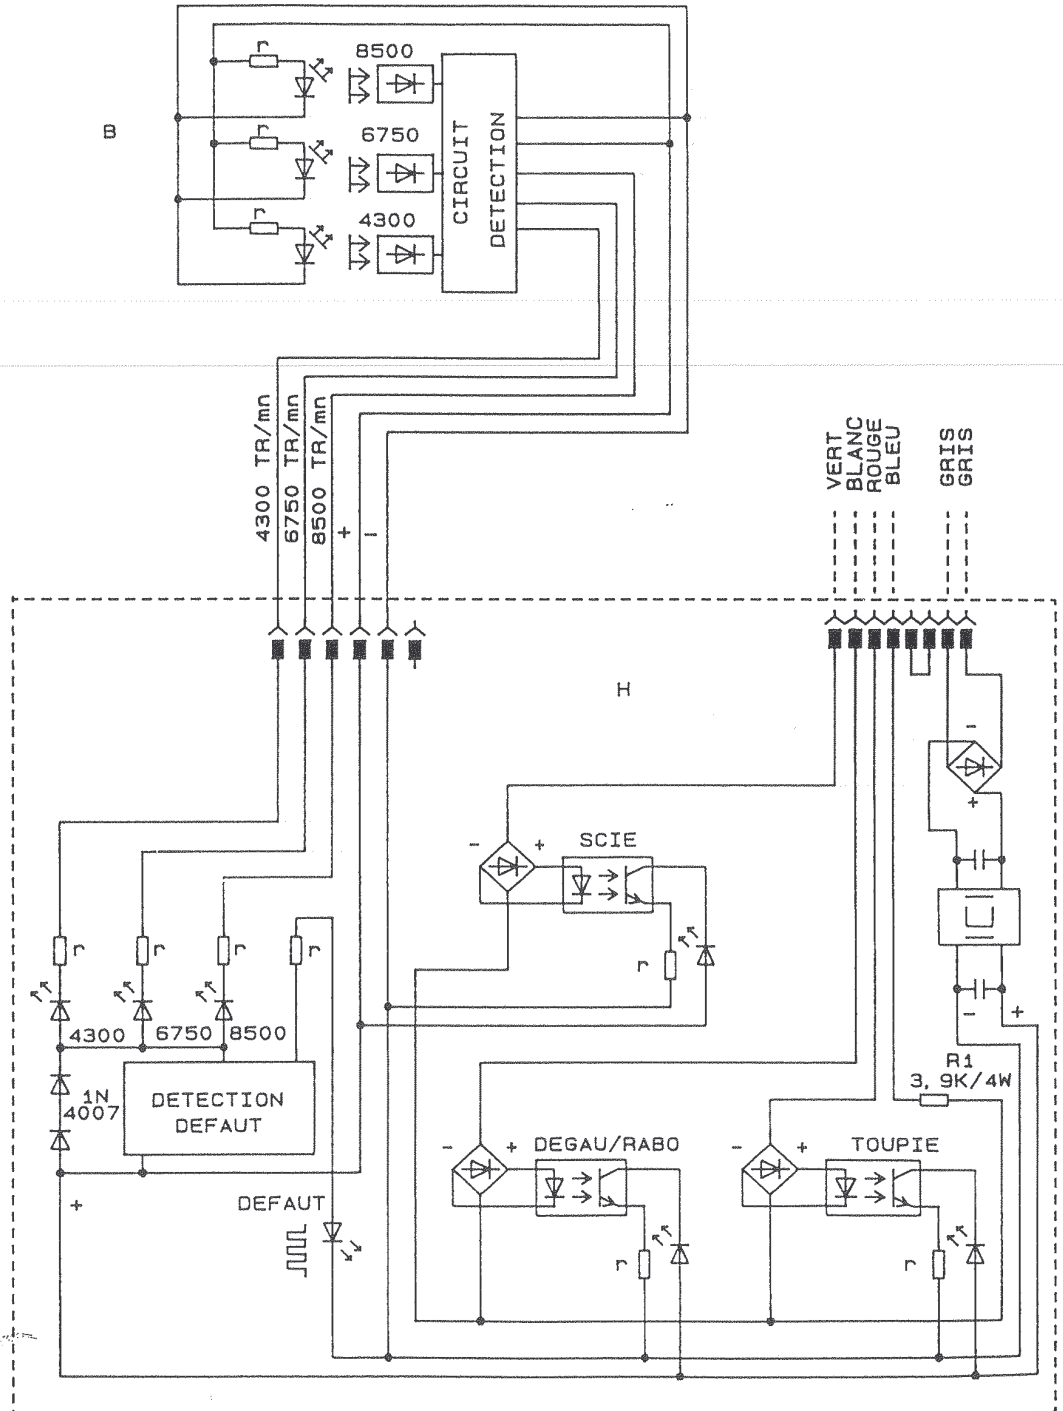 r
8500
B
r
6750
CIRCUIT
DETECTION
r
4300
4300 TR/mn
6750 TR/mn
8500 TR/mn
+
-
VERT
BLANC
ROUGE
BLEU
GRIS
GRIS
H
-
+
- + SCIE
r
r
r
r
r
4300 6750 8500
- +
1N
4007
DETECTION
DEFAUT
R1
3,9K/4W
- + DEGAU/RABO
- + TOUPIE
+
DEFAUT
r
r